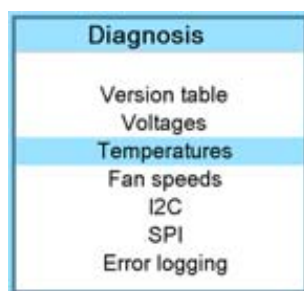 Diagnosis
Version table
Voltages
Temperatures
Fan speeds
I2C
SPI
Error logging